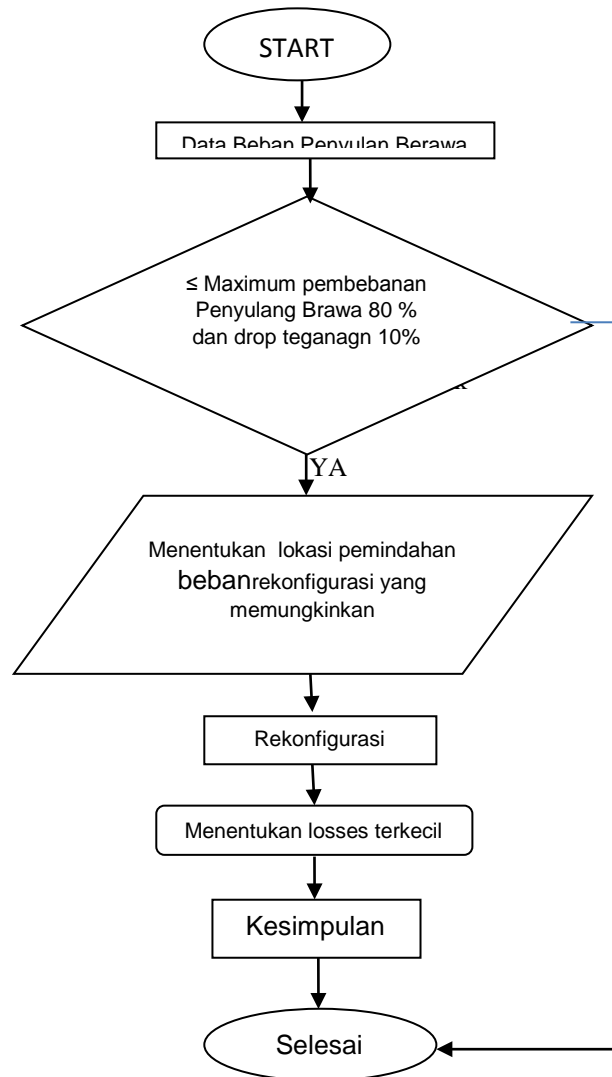 START
Data Beban Penyulan Berawa
≤ Maximum pembebanan
Penyulang Brawa 80 %
dan drop teganagn 10%
YA
Menentukan lokasi pemindahan
bebanrekonfigurasi yang
memungkinkan
Rekonfigurasi
Menentukan losses terkecil
Kesimpulan
Selesai